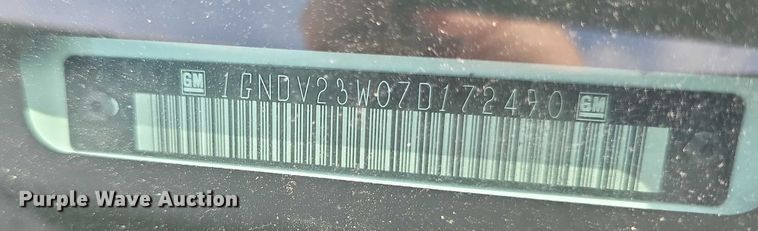 GM 1GNDV23W07D172490 GM
Purple Wave Auction